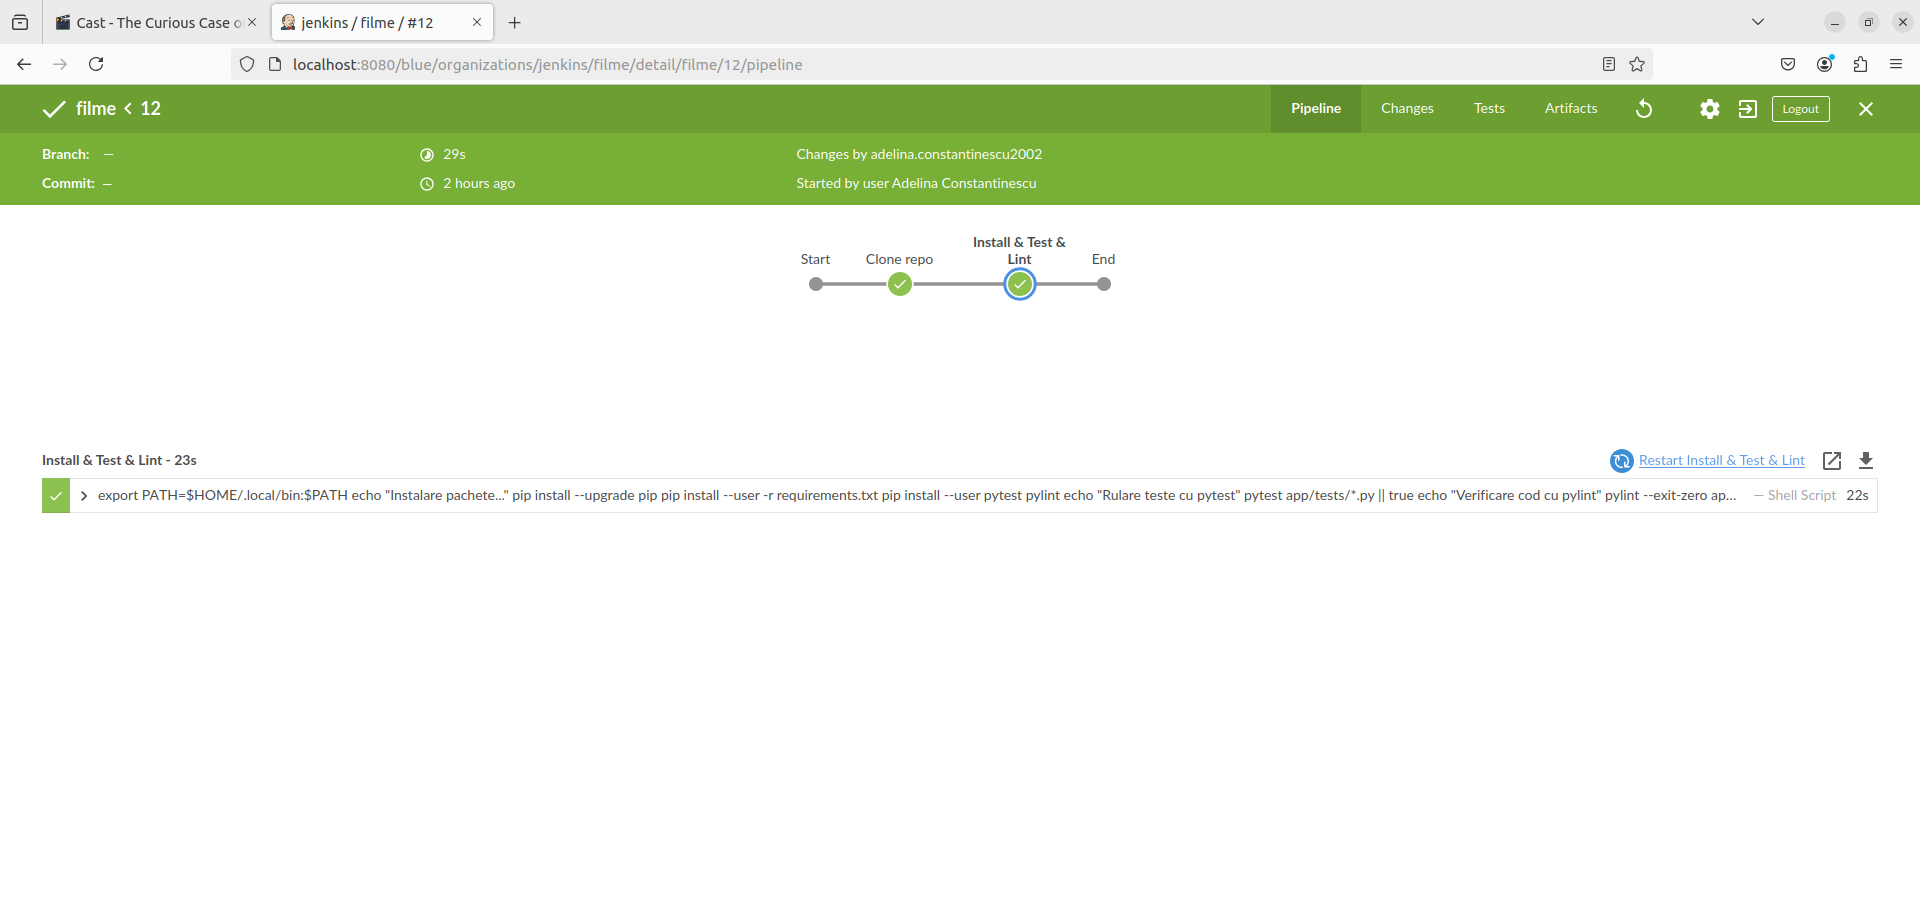 Cast - The Curious Case o
jenkins / filme / #12
localhost:8080/blue/organizations/jenkins/filme/detail/filme/12/pipeline
filme < 12
Pipeline
Changes
Tests
Artifacts
Logout
Branch: —
29s
Changes by adelina.constantinescu2002
Commit: —
2 hours ago
Started by user Adelina Constantinescu
Start
Clone repo
Install & Test &
Lint
End
Install & Test & Lint - 23s
Restart Install & Test & Lint
export PATH=$HOME/.local/bin:$PATH echo "Instalare pachete..." pip install --upgrade pip pip install --user -r requirements.txt pip install --user pytest pylint echo "Rulare teste cu pytest" pytest app/tests/*.py || true echo "Verificare cod cu pylint" pylint --exit-zero ap... — Shell Script 22s